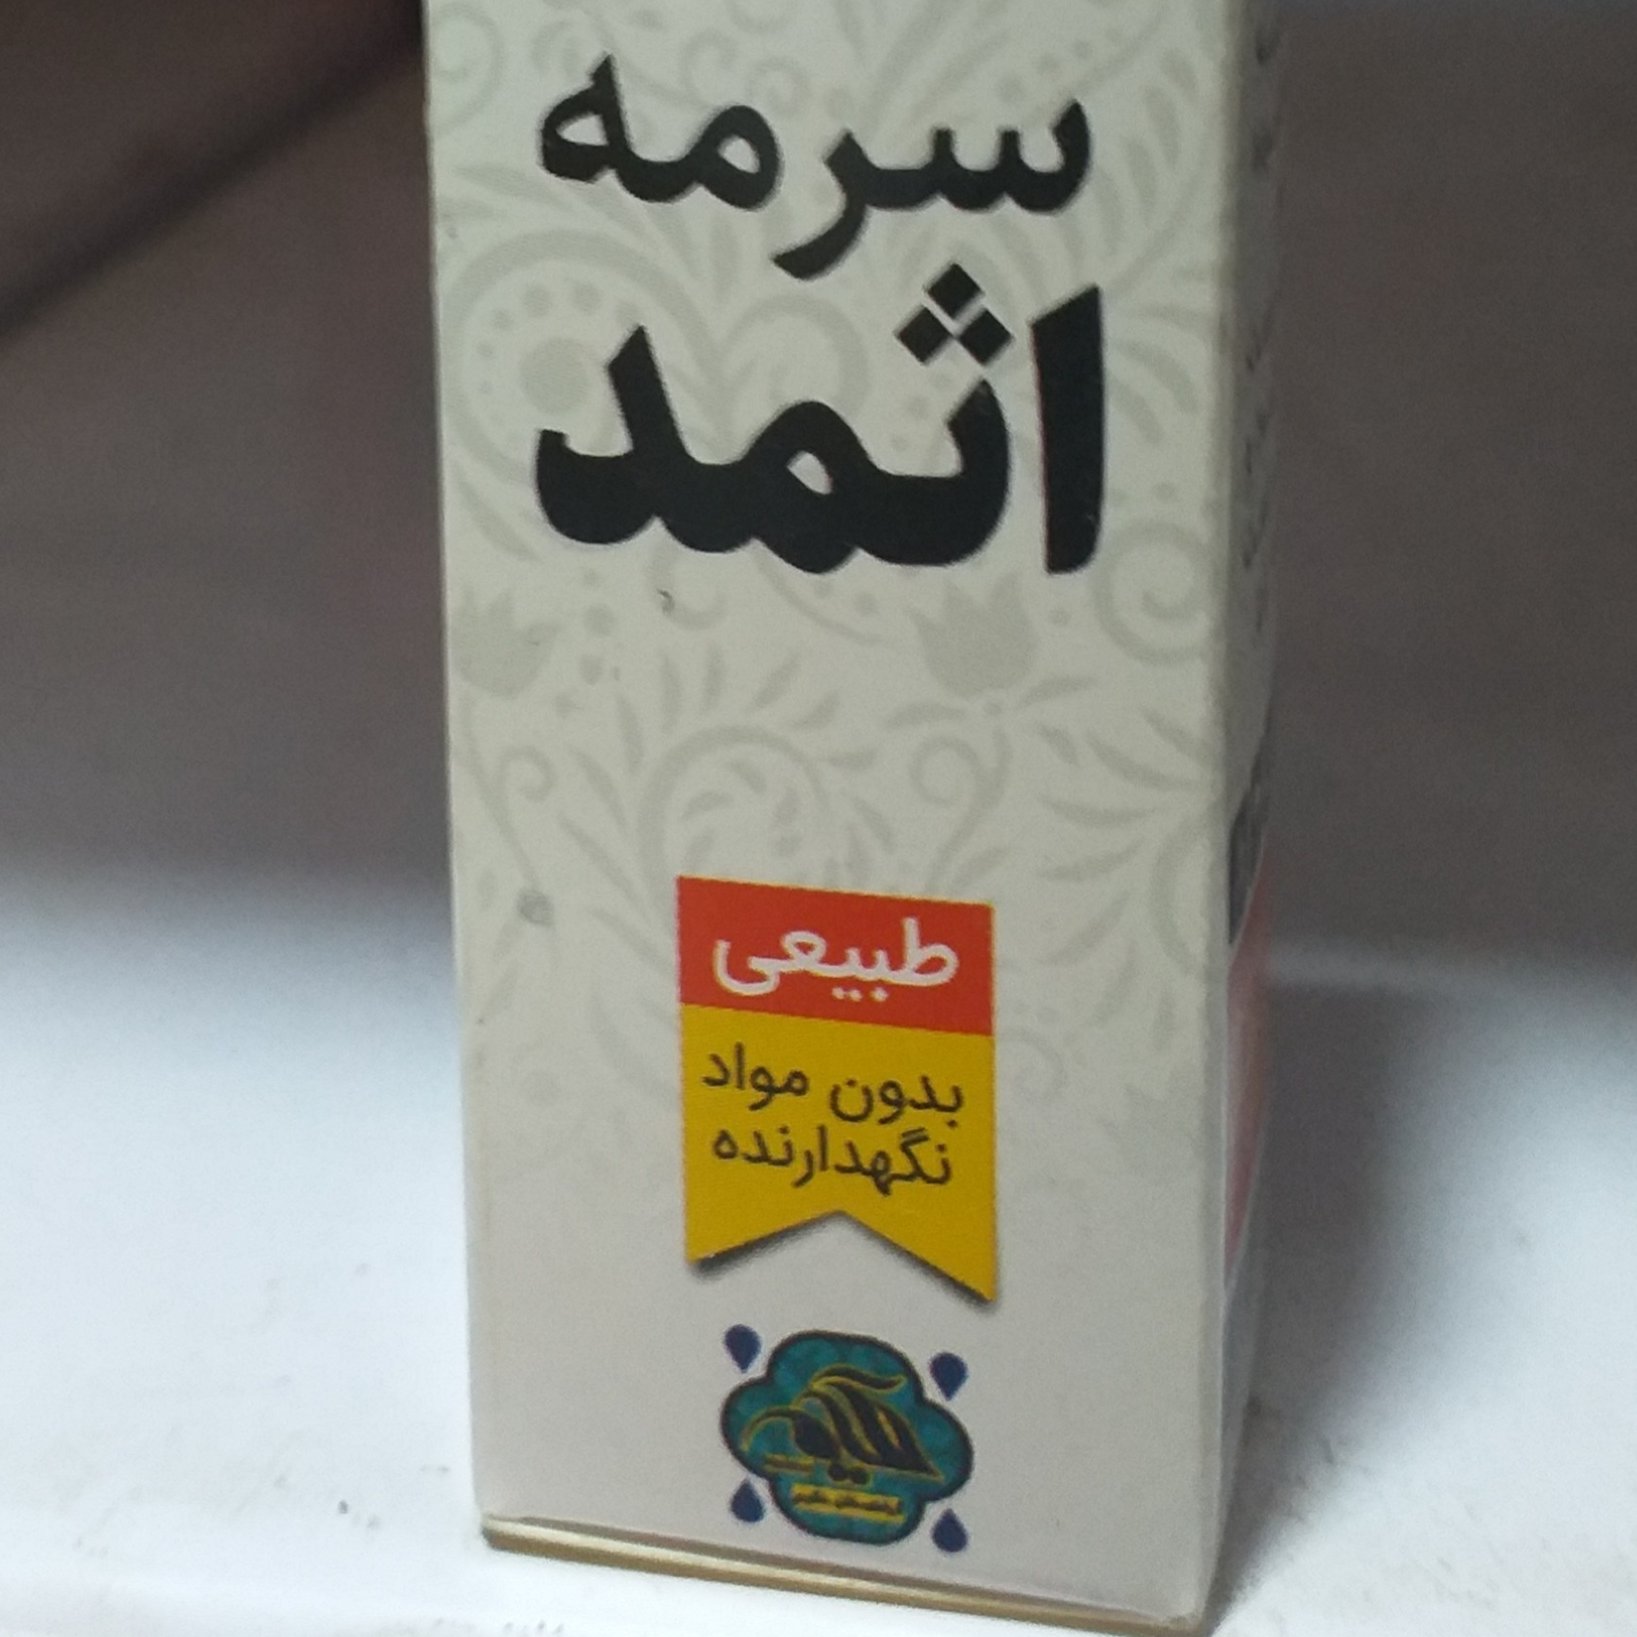 سرمه
اثمد
طبیعی
بدون مواد
نگهدارنده